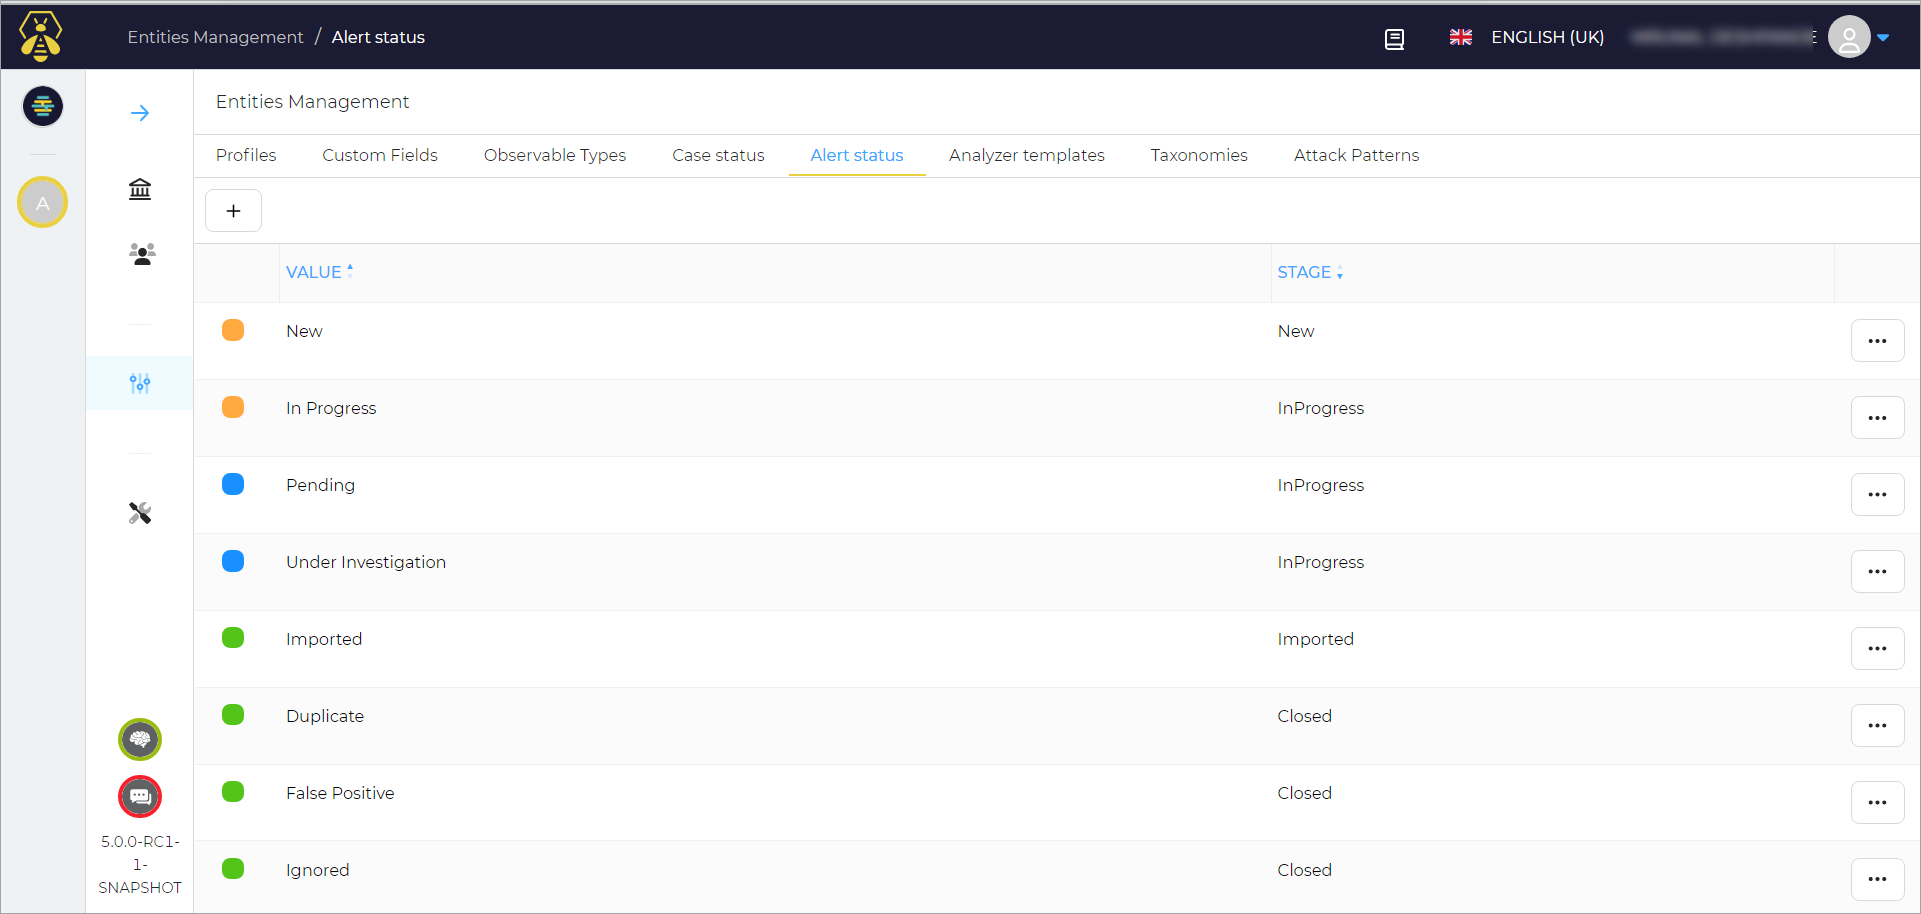 Entities Management / Alert status
ENGLISH (UK)
A
Entities Management
Profiles Custom Fields Observable Types Case status Alert status Analyzer templates Taxonomies Attack Patterns
+
VALUE STAGE
New New
In Progress InProgress
Pending InProgress
Under Investigation InProgress
Imported Imported
Duplicate Closed
False Positive Closed
Ignored Closed
5.0.0-RC1-
1-
SNAPSHOT